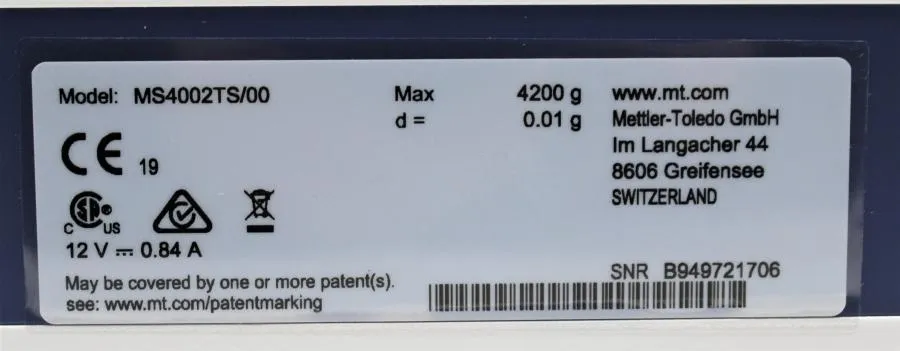 Model: MS4002TS/00
Max 4200 g
d = 0.01 g
www.mt.com
Mettler-Toledo GmbH
Im Langacher 44
8606 Greifensee
SWITZERLAND
CE 19
C SA US
12 V ⎓ 0.84 A
May be covered by one or more patent(s).
see: www.mt.com/patentmarking
SNR B949721706